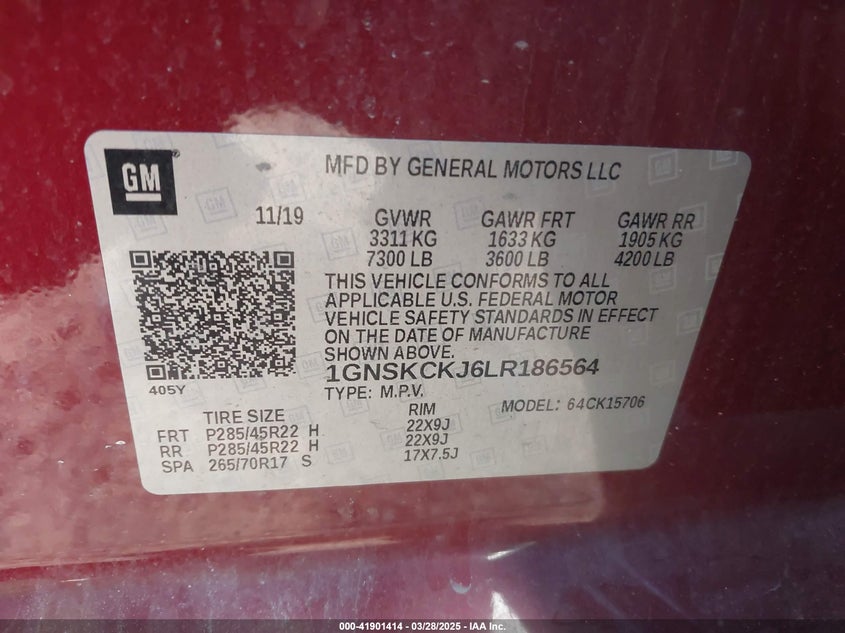 GM
MFD BY GENERAL MOTORS LLC
11/19 GVWR GAWR FRT GAWR RR
3311 KG 1633 KG 1905 KG
7300 LB 3600 LB 4200 LB
THIS VEHICLE CONFORMS TO ALL
APPLICABLE U.S. FEDERAL MOTOR
VEHICLE SAFETY STANDARDS IN EFFECT
ON THE DATE OF MANUFACTURE
SHOWN ABOVE.
1GNSKCKJ6LR186564
405Y
TYPE: M.P.V. MODEL: 64CK15706
TIRE SIZE RIM
FRT P285/45R22 H 22X9J
RR P285/45R22 H 22X9J
SPA 265/70R17 S 17X7.5J
000-41901414 — 03/28/2025 — IAA Inc.